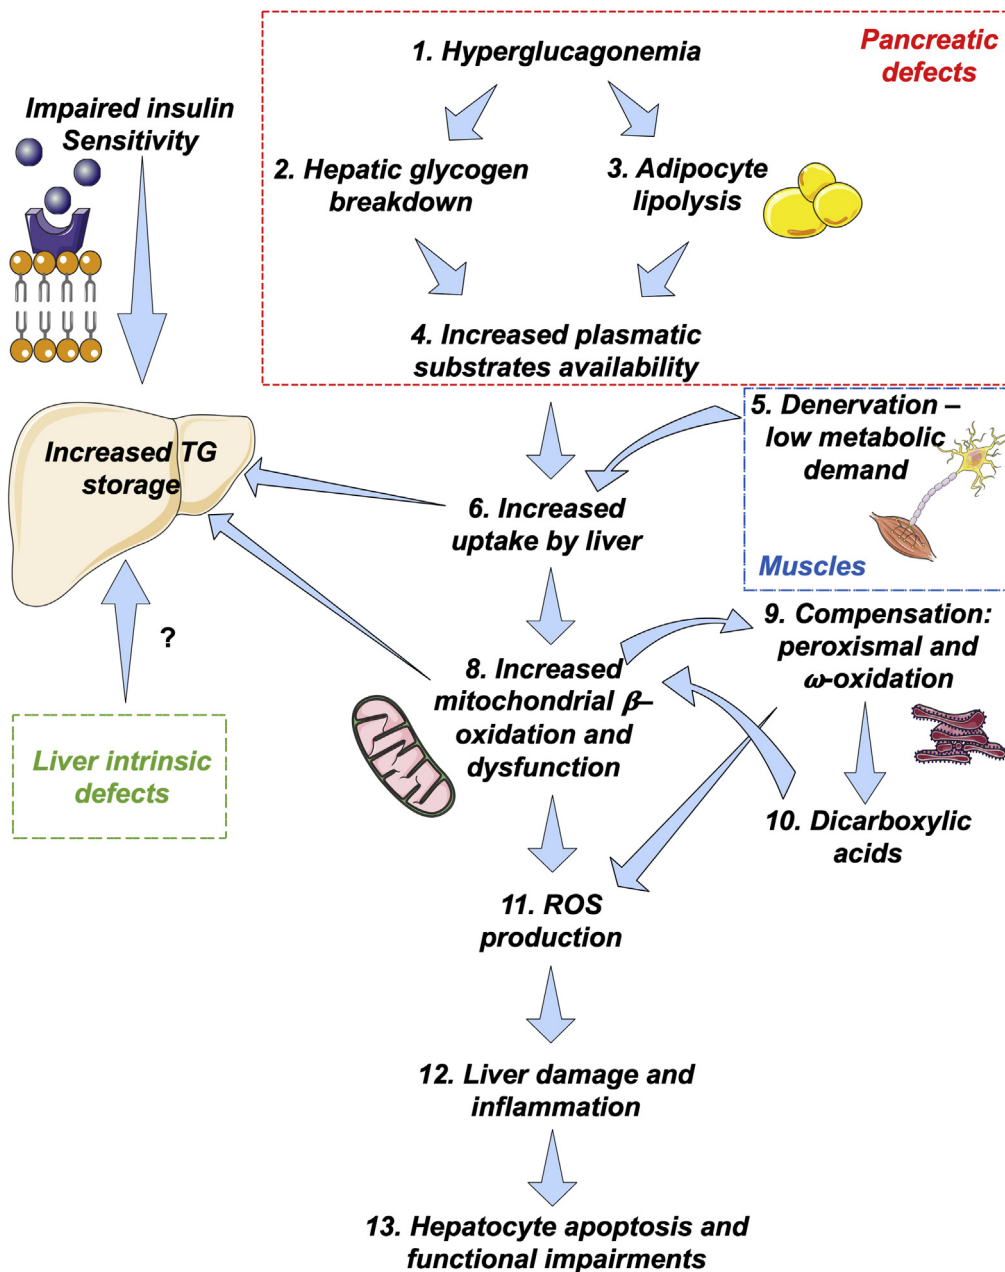 1. Hyperglucagonemia
Pancreatic
defects
Impaired insulin
Sensitivity
2. Hepatic glycogen
breakdown
3. Adipocyte
lipolysis
4. Increased plasmatic
substrates availability
5. Denervation –
low metabolic
demand
Muscles
Increased TG
storage
6. Increased
uptake by liver
?
Liver intrinsic
defects
8. Increased
mitochondrial β–
oxidation and
dysfunction
9. Compensation:
peroxismal and
ω-oxidation
10. Dicarboxylic
acids
11. ROS
production
12. Liver damage and
inflammation
13. Hepatocyte apoptosis and
functional impairments